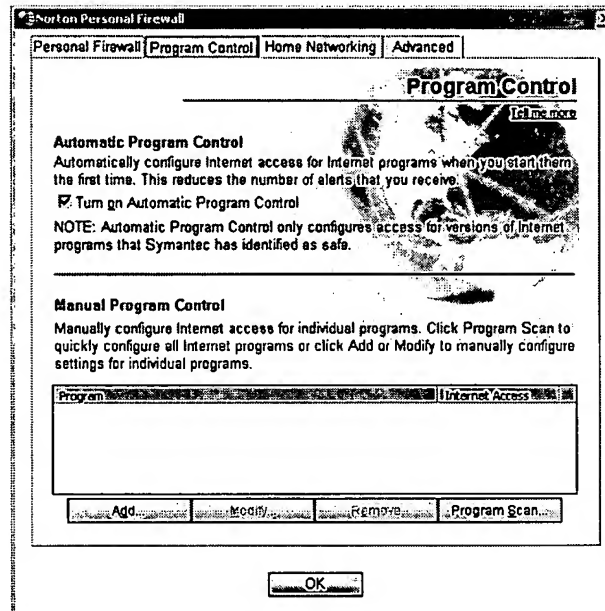 Norton Personal Firewall
Personal Firewall Program Control Home Networking Advanced
Program Control
Tell me more
Automatic Program Control
Automatically configure Internet access for Internet programs when you start them
the first time. This reduces the number of alerts that you receive.
Turn on Automatic Program Control
NOTE: Automatic Program Control only configures access for versions of Internet
programs that Symantec has identified as safe.
Manual Program Control
Manually configure Internet access for individual programs. Click Program Scan to
quickly configure all Internet programs or click Add or Modify to manually configure
settings for individual programs.
Program Internet Access
Add... Modify... Remove... Program Scan...
OK